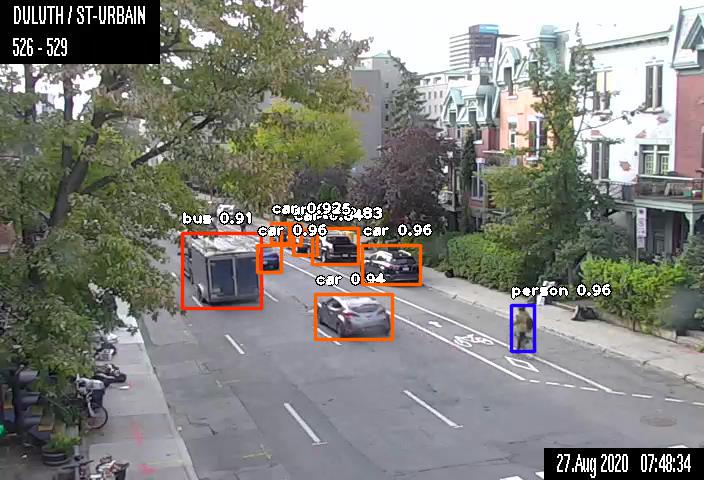 DULUTH / ST-URBAIN
526 - 529
bus 0.91
car 0.96
car 0.96
car 0.94
person 0.96
27.Aug 2020 07:48:34